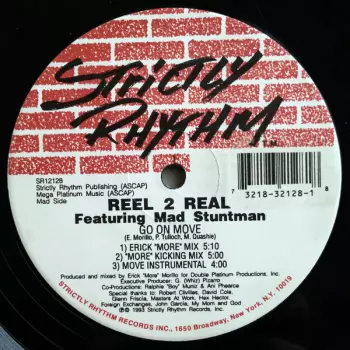 STRICTLY
RHYTHM
SR12128
Strictly Rhythm Publishing (ASCAP)
Mega Platinum Music (ASCAP)
Mad Side
7 3218-32128-1 8
REEL 2 REAL
Featuring Mad Stuntman
GO ON MOVE
(E. Morillo, P. Tulloch, M. Quashie)
1) ERICK "MORE" MIX 5:10
2) "MORE" KICKING MIX 5:00
3) MOVE INSTRUMENTAL 4:00
Produced and mixed by Erick "More" Morillo for Double Platinum Productions, Inc.
Executive Producer: G. (Whiz) Pizarro
Co-Productions: Ralphie "Boy" Muniz & Ani Phearce
Special thanks to: Robert Clivilles, David Cole,
Glenn Friscia, Masters At Work, Hex Hector,
Foreign Exchange, John Garcia, My Mom and God.
℗ © 1993 Strictly Rhythm Records, Inc.
STRICTLY RHYTHM RECORDS INC., 1650 Broadway, New York, N.Y. 10019